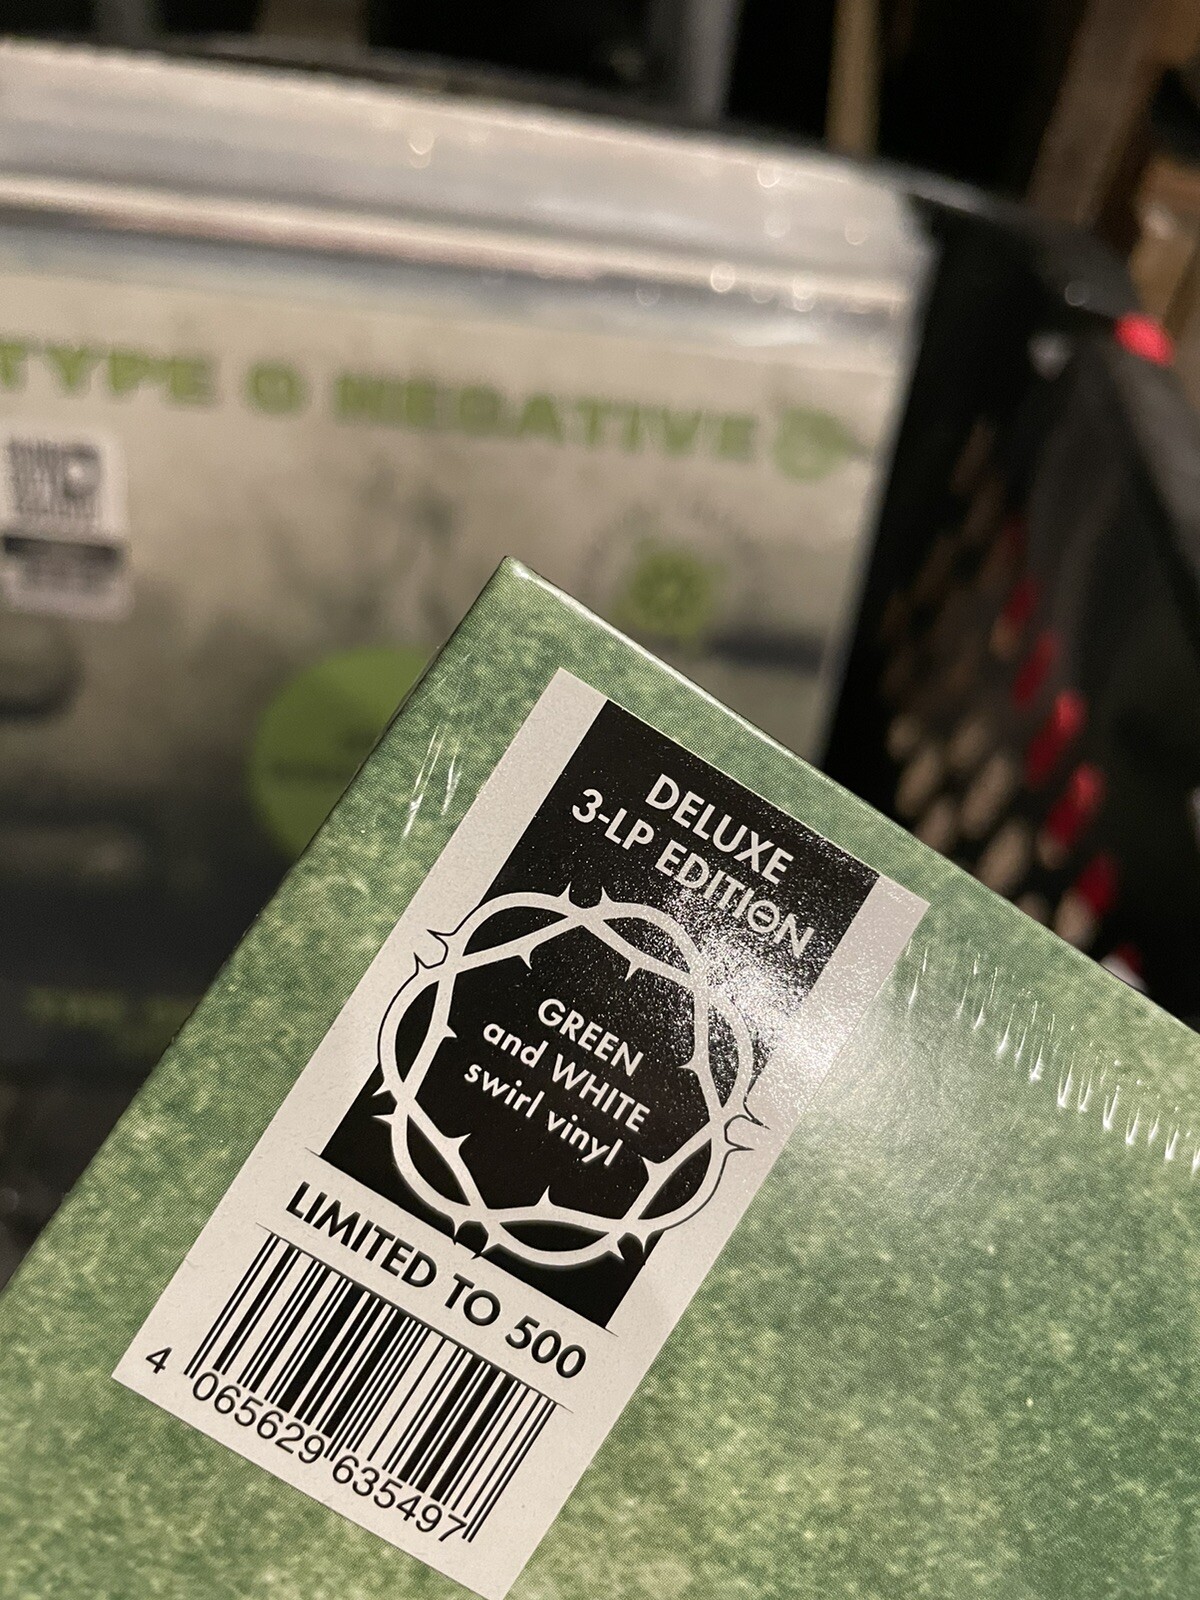 TYPE O NEGATIVE
DELUXE
3-LP EDITION
GREEN
and WHITE
swirl vinyl
LIMITED TO 500
4 065629 635497